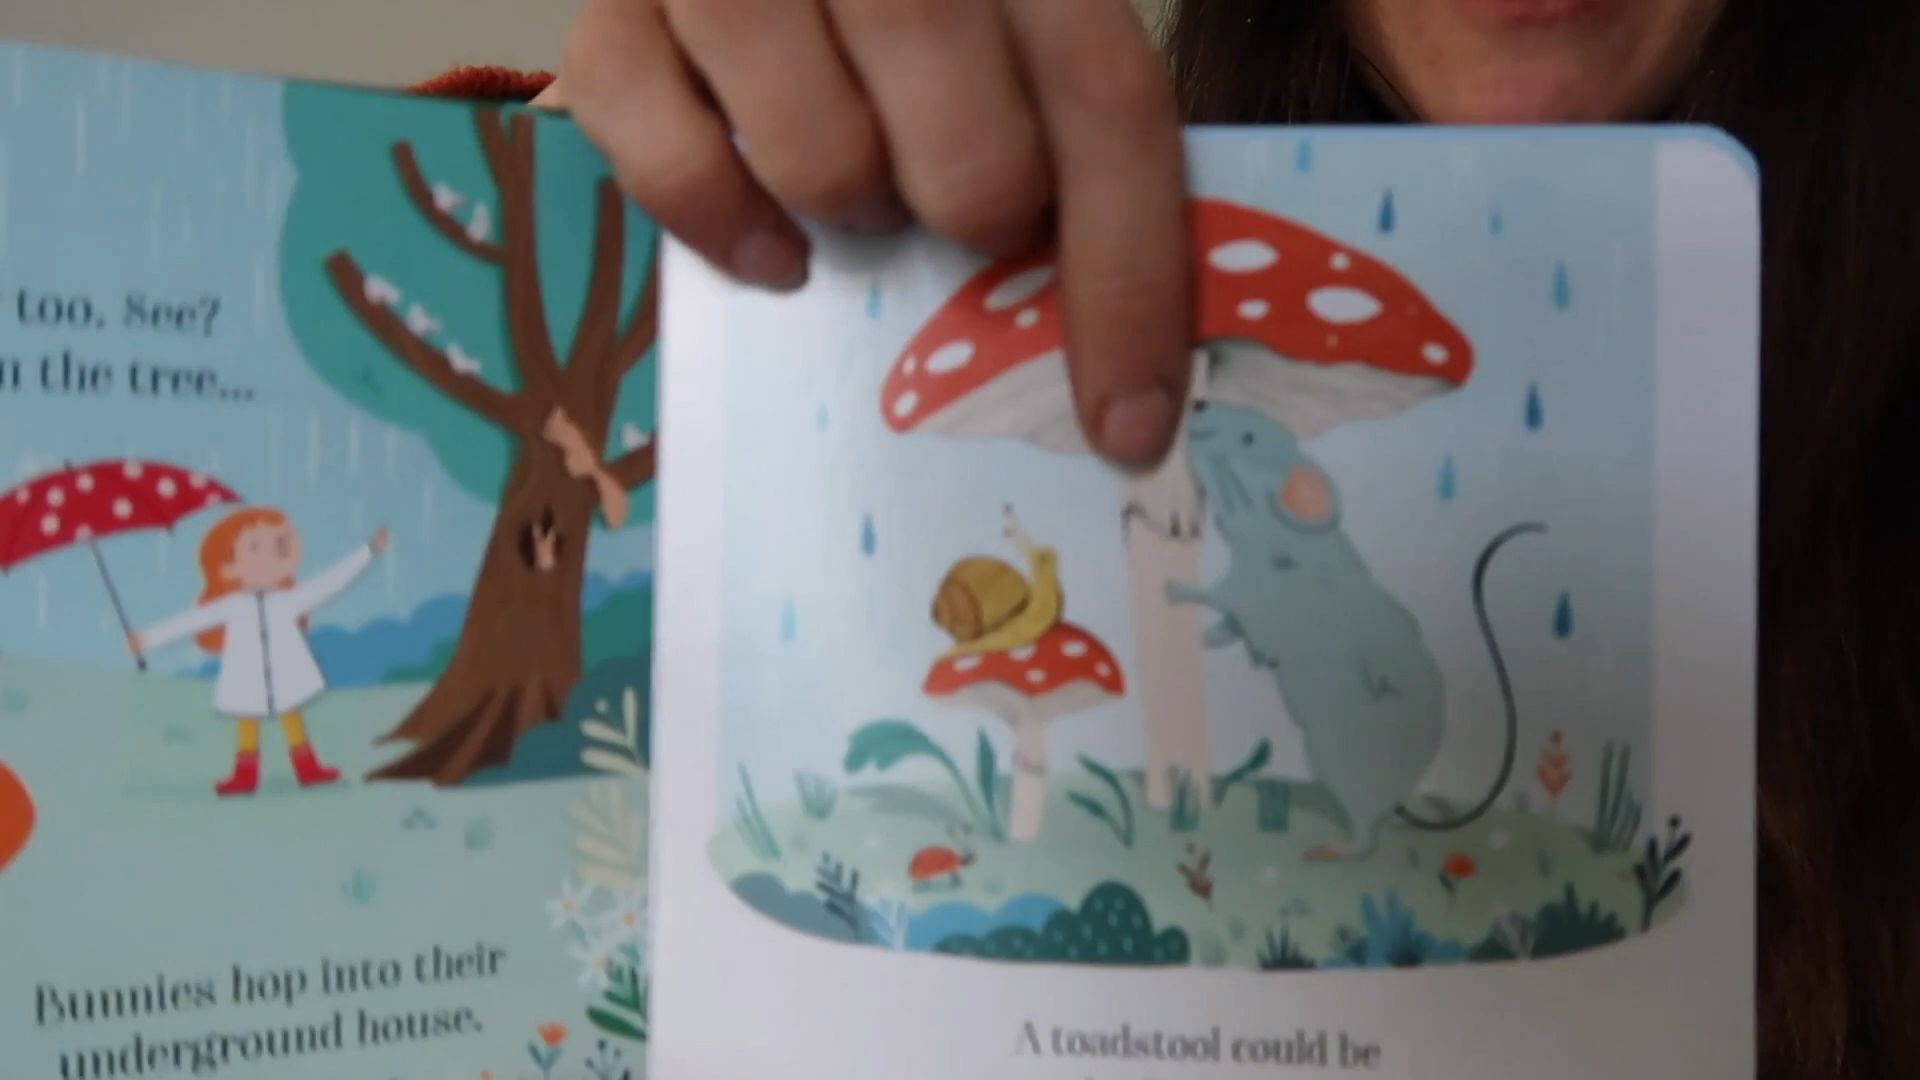 too. See?
the tree...
Bunnies hop into their
underground house.
A toadstool could be